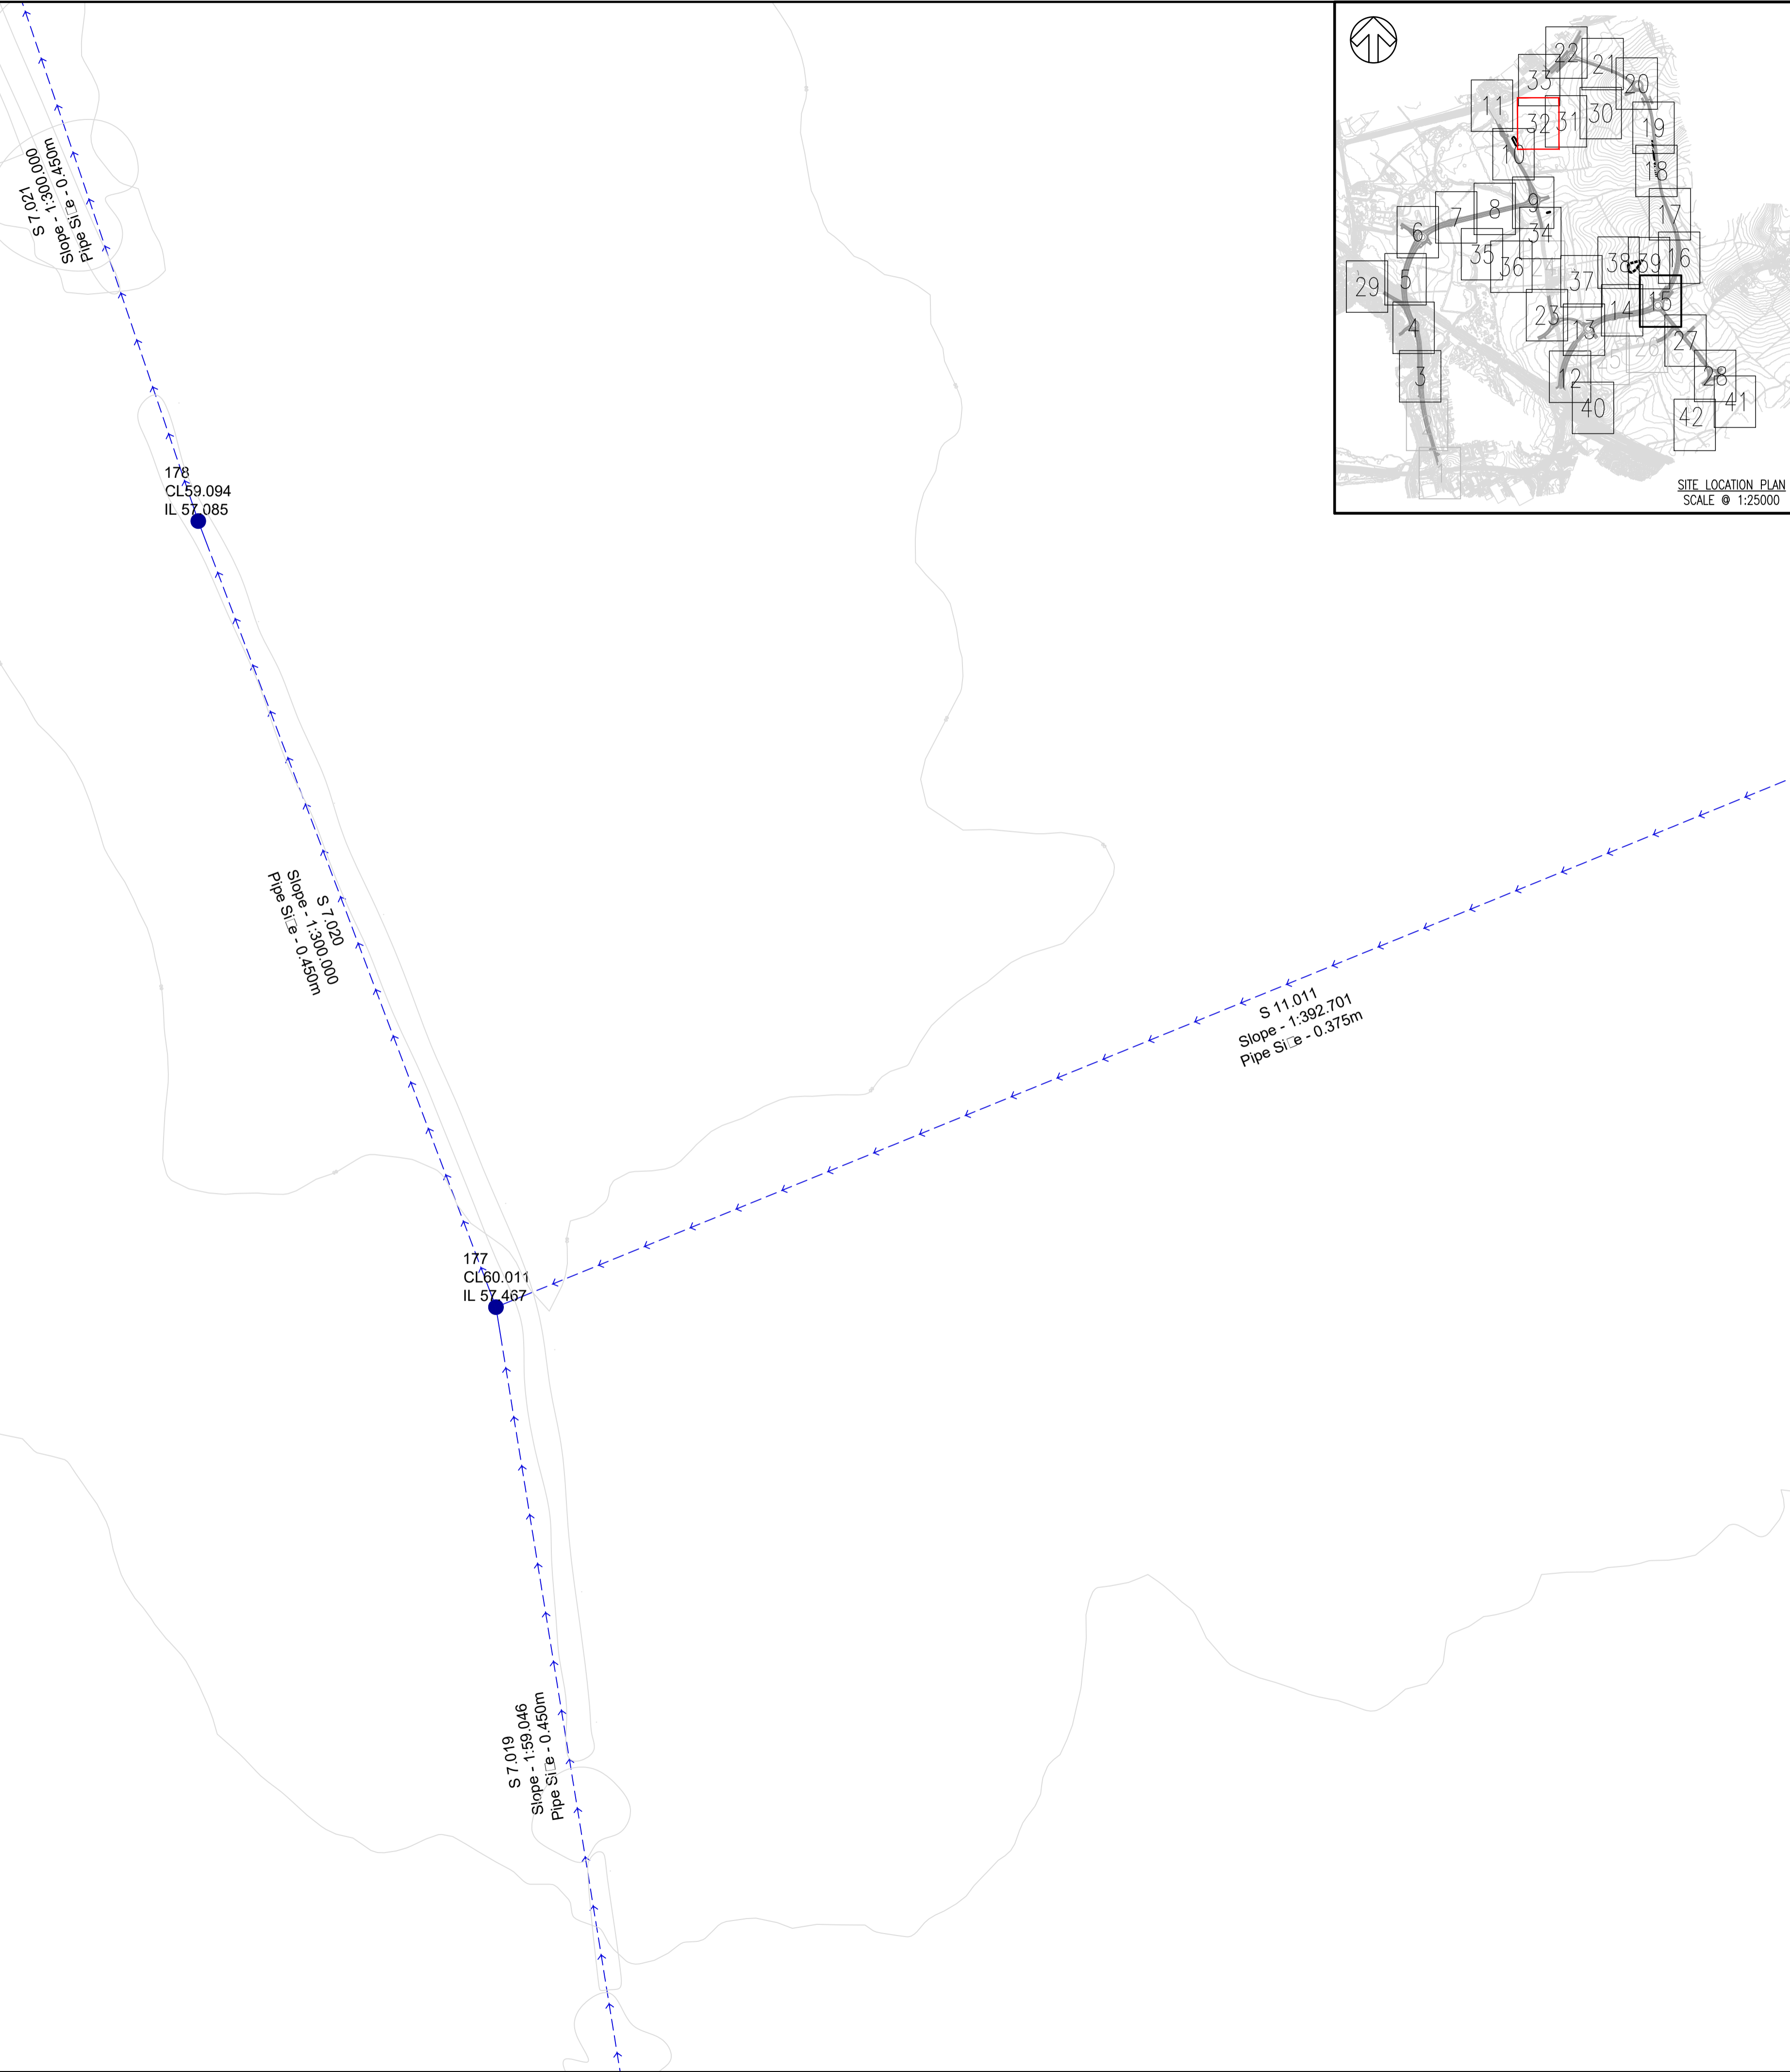 S 7.021
Slope - 1:300.000
Pipe Si□e - 0.450m
178
CL59.094
IL 57.085
S 7.020
Slope - 1:300.000
Pipe Si□e - 0.450m
S 11.011
Slope - 1:392.701
Pipe Si□e - 0.375m
177
CL60.011
IL 57.467
S 7.019
Slope - 1:59.046
Pipe Si□e - 0.450m
22
21
33
20
11
32
31
30
19
10
18
7
8
9
17
6
34
35
36
38
39
16
29
5
37
15
4
23
13
14
27
3
25
26
12
28
40
41
42
SITE LOCATION PLAN
SCALE @ 1:25000